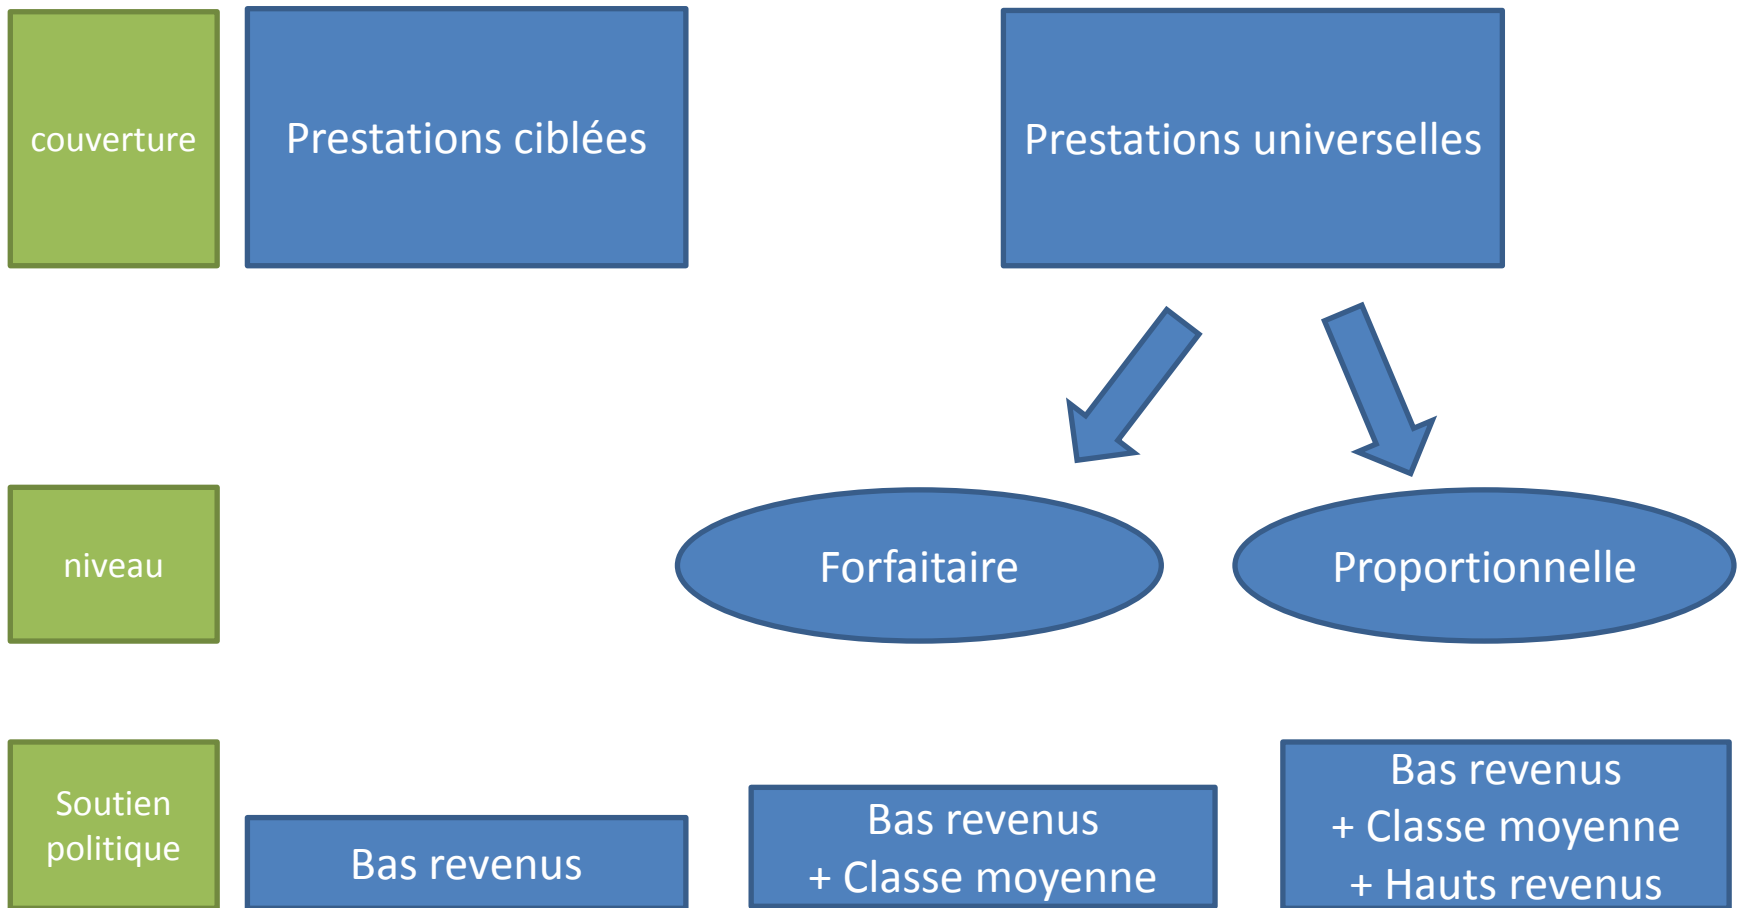 couverture
Prestations ciblées
Prestations universelles
niveau
Forfaitaire
Proportionnelle
Soutien
politique
Bas revenus
Bas revenus
+ Classe moyenne
Bas revenus
+ Classe moyenne
+ Hauts revenus